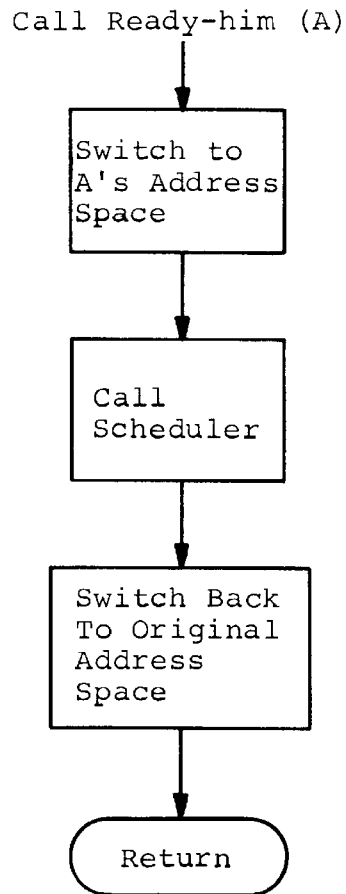 Call Ready-him (A)
Switch to
A's Address
Space
Call
Scheduler
Switch Back
To Original
Address
Space
Return